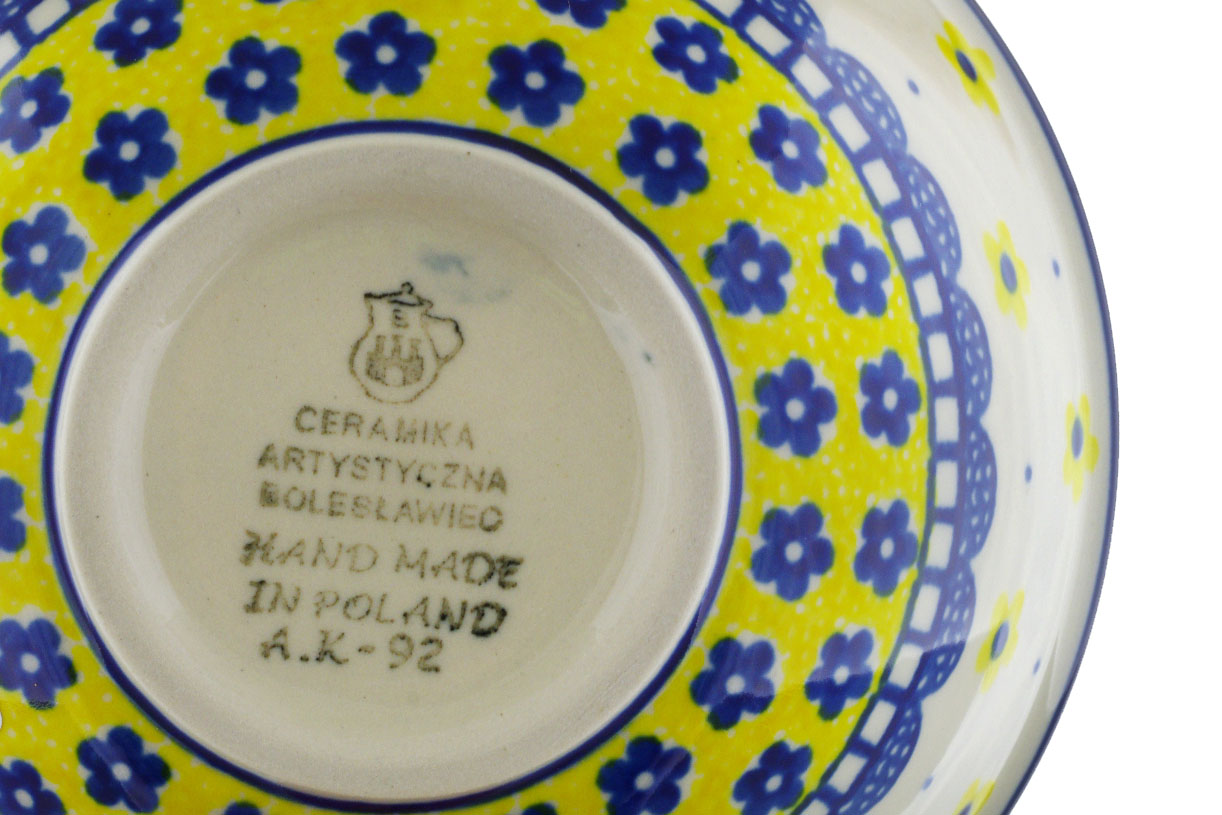 CERAMIKA
ARTYSTYCZNA
BOLESŁAWIEC
HAND MADE
IN POLAND
A.K-92